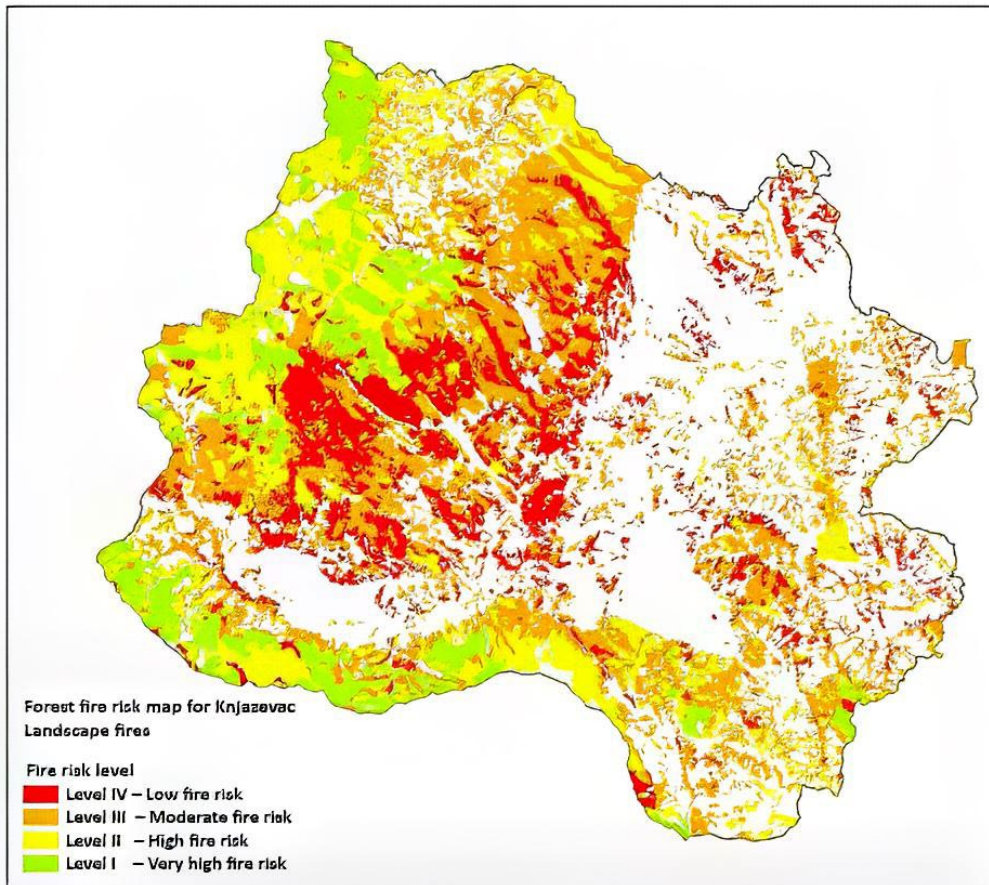 Forest fire risk map for Knjazevac
Landscape fires
Fire risk level
Level IV – Low fire risk
Level III – Moderate fire risk
Level II – High fire risk
Level I – Very high fire risk